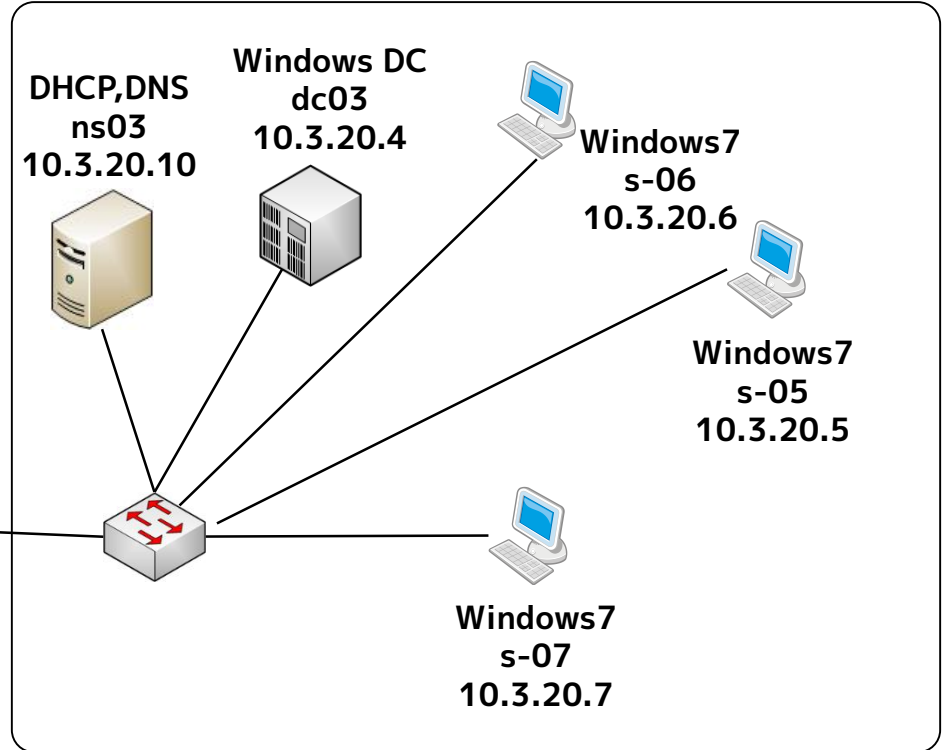 DHCP,DNS
ns03
10.3.20.10
Windows DC
dc03
10.3.20.4
Windows7
s-06
10.3.20.6
Windows7
s-05
10.3.20.5
Windows7
s-07
10.3.20.7